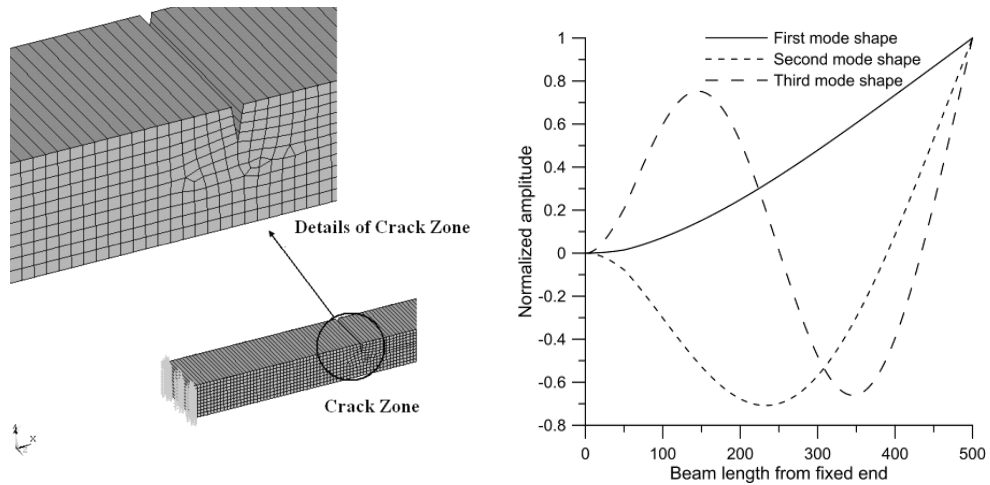 Details of Crack Zone
Crack Zone
X
First mode shape
Second mode shape
Third mode shape
Normalized amplitude
1
0.8
0.6
0.4
0.2
0
-0.2
-0.4
-0.6
-0.8
0 100 200 300 400 500
Beam length from fixed end